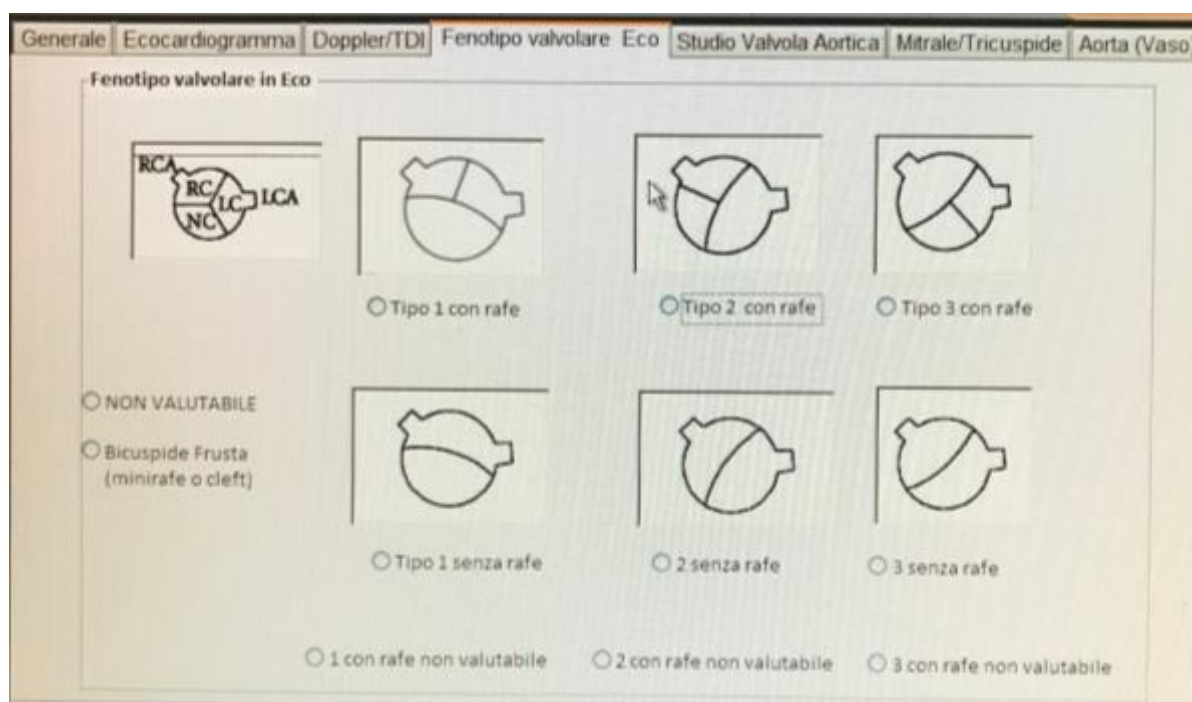 Generale Ecocardiogramma Doppler/TDI Fenotipo valvolare Eco Studio Valvola Aortica Mitrale/Tricuspide Aorta (Vaso)
Fenotipo valvolare in Eco
RCA
RC
LC
LCA
NC
Tipo 1 con rafe
Tipo 2 con rafe
Tipo 3 con rafe
NON VALUTABILE
Bicuspide Frusta
(minirafe o cleft)
Tipo 1 senza rafe
2 senza rafe
3 senza rafe
1 con rafe non valutabile
2 con rafe non valutabile
3 con rafe non valutabile